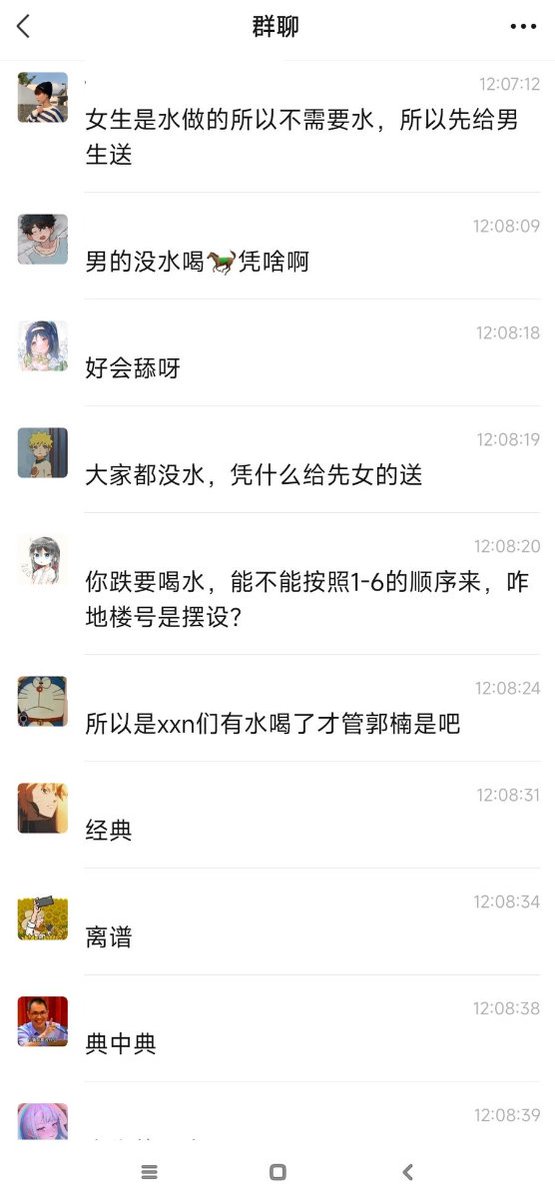 群聊
12:07:12
女生是水做的所以不需要水，所以先给男
生送
12:08:09
男的没水喝🐎凭啥啊
12:08:18
好会舔呀
12:08:19
大家都没水，凭什么给先女的送
12:08:20
你跌要喝水，能不能按照1-6的顺序来，咋
地楼号是摆设？
12:08:24
所以是xxn们有水喝了才管郭楠是吧
12:08:31
经典
12:08:34
离谱
12:08:38
典中典
12:08:39